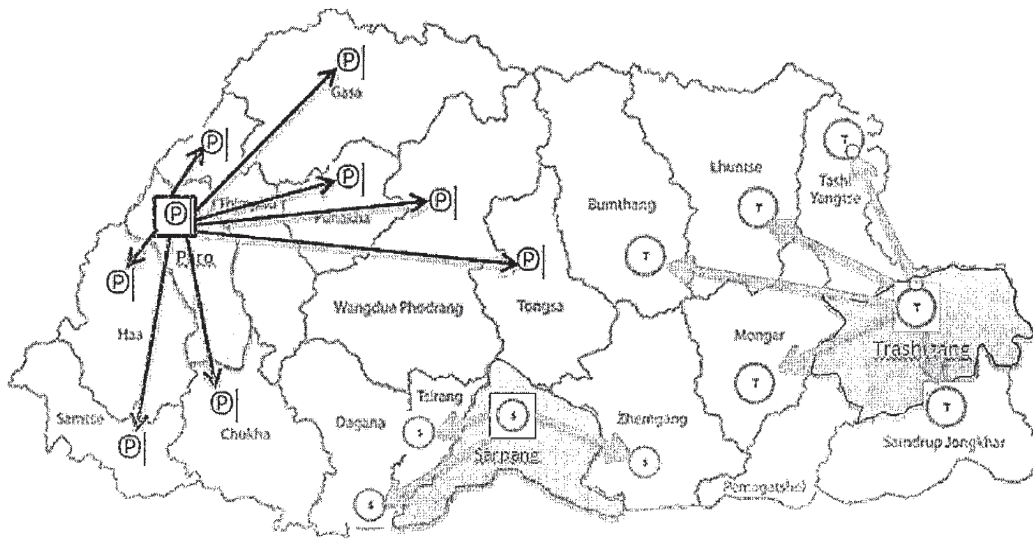 P
Gasa
P
T
Lhuntse
Tashi
Yangtse
P
Thimphu
P
Punakha
P
Bumthang
T
P
Paro
P
T
T
P
Wangdue Phodrang
Tongsa
Haa
Mongar
Trashigang
T
P
Samtse
Chukha
P
Dagana
Tsirang
S
S
Sarpang
Zhemgang
S
T
Samdrup Jongkhar
Pemagatshel
S